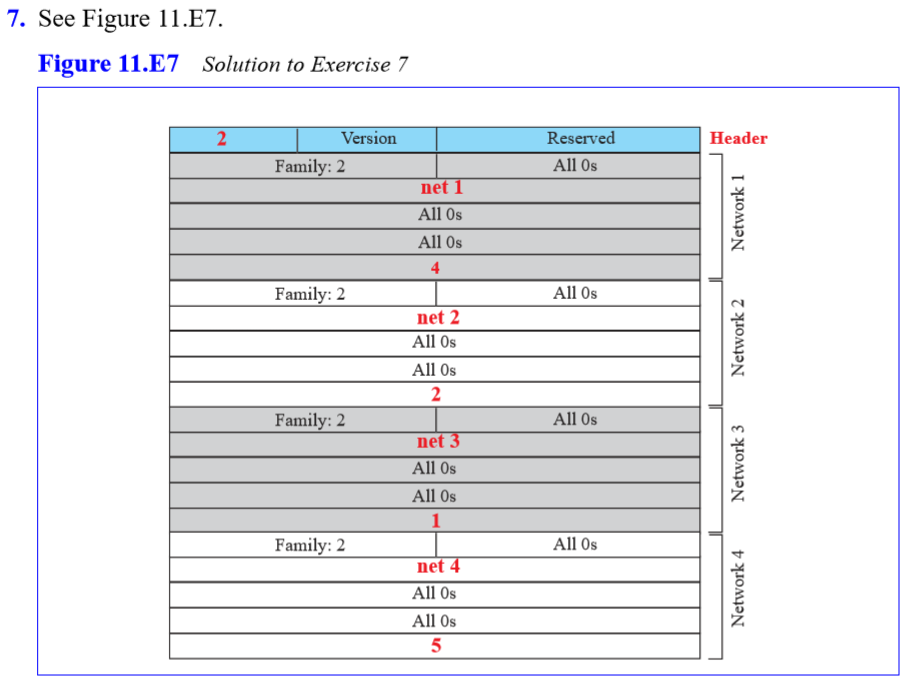 7. See Figure 11.E7.
Figure 11.E7 Solution to Exercise 7
2 Version Reserved Header
Family: 2 All 0s
net 1
All 0s
All 0s
4
Network 1
Family: 2 All 0s
net 2
All 0s
All 0s
2
Network 2
Family: 2 All 0s
net 3
All 0s
All 0s
1
Network 3
Family: 2 All 0s
net 4
All 0s
All 0s
5
Network 4